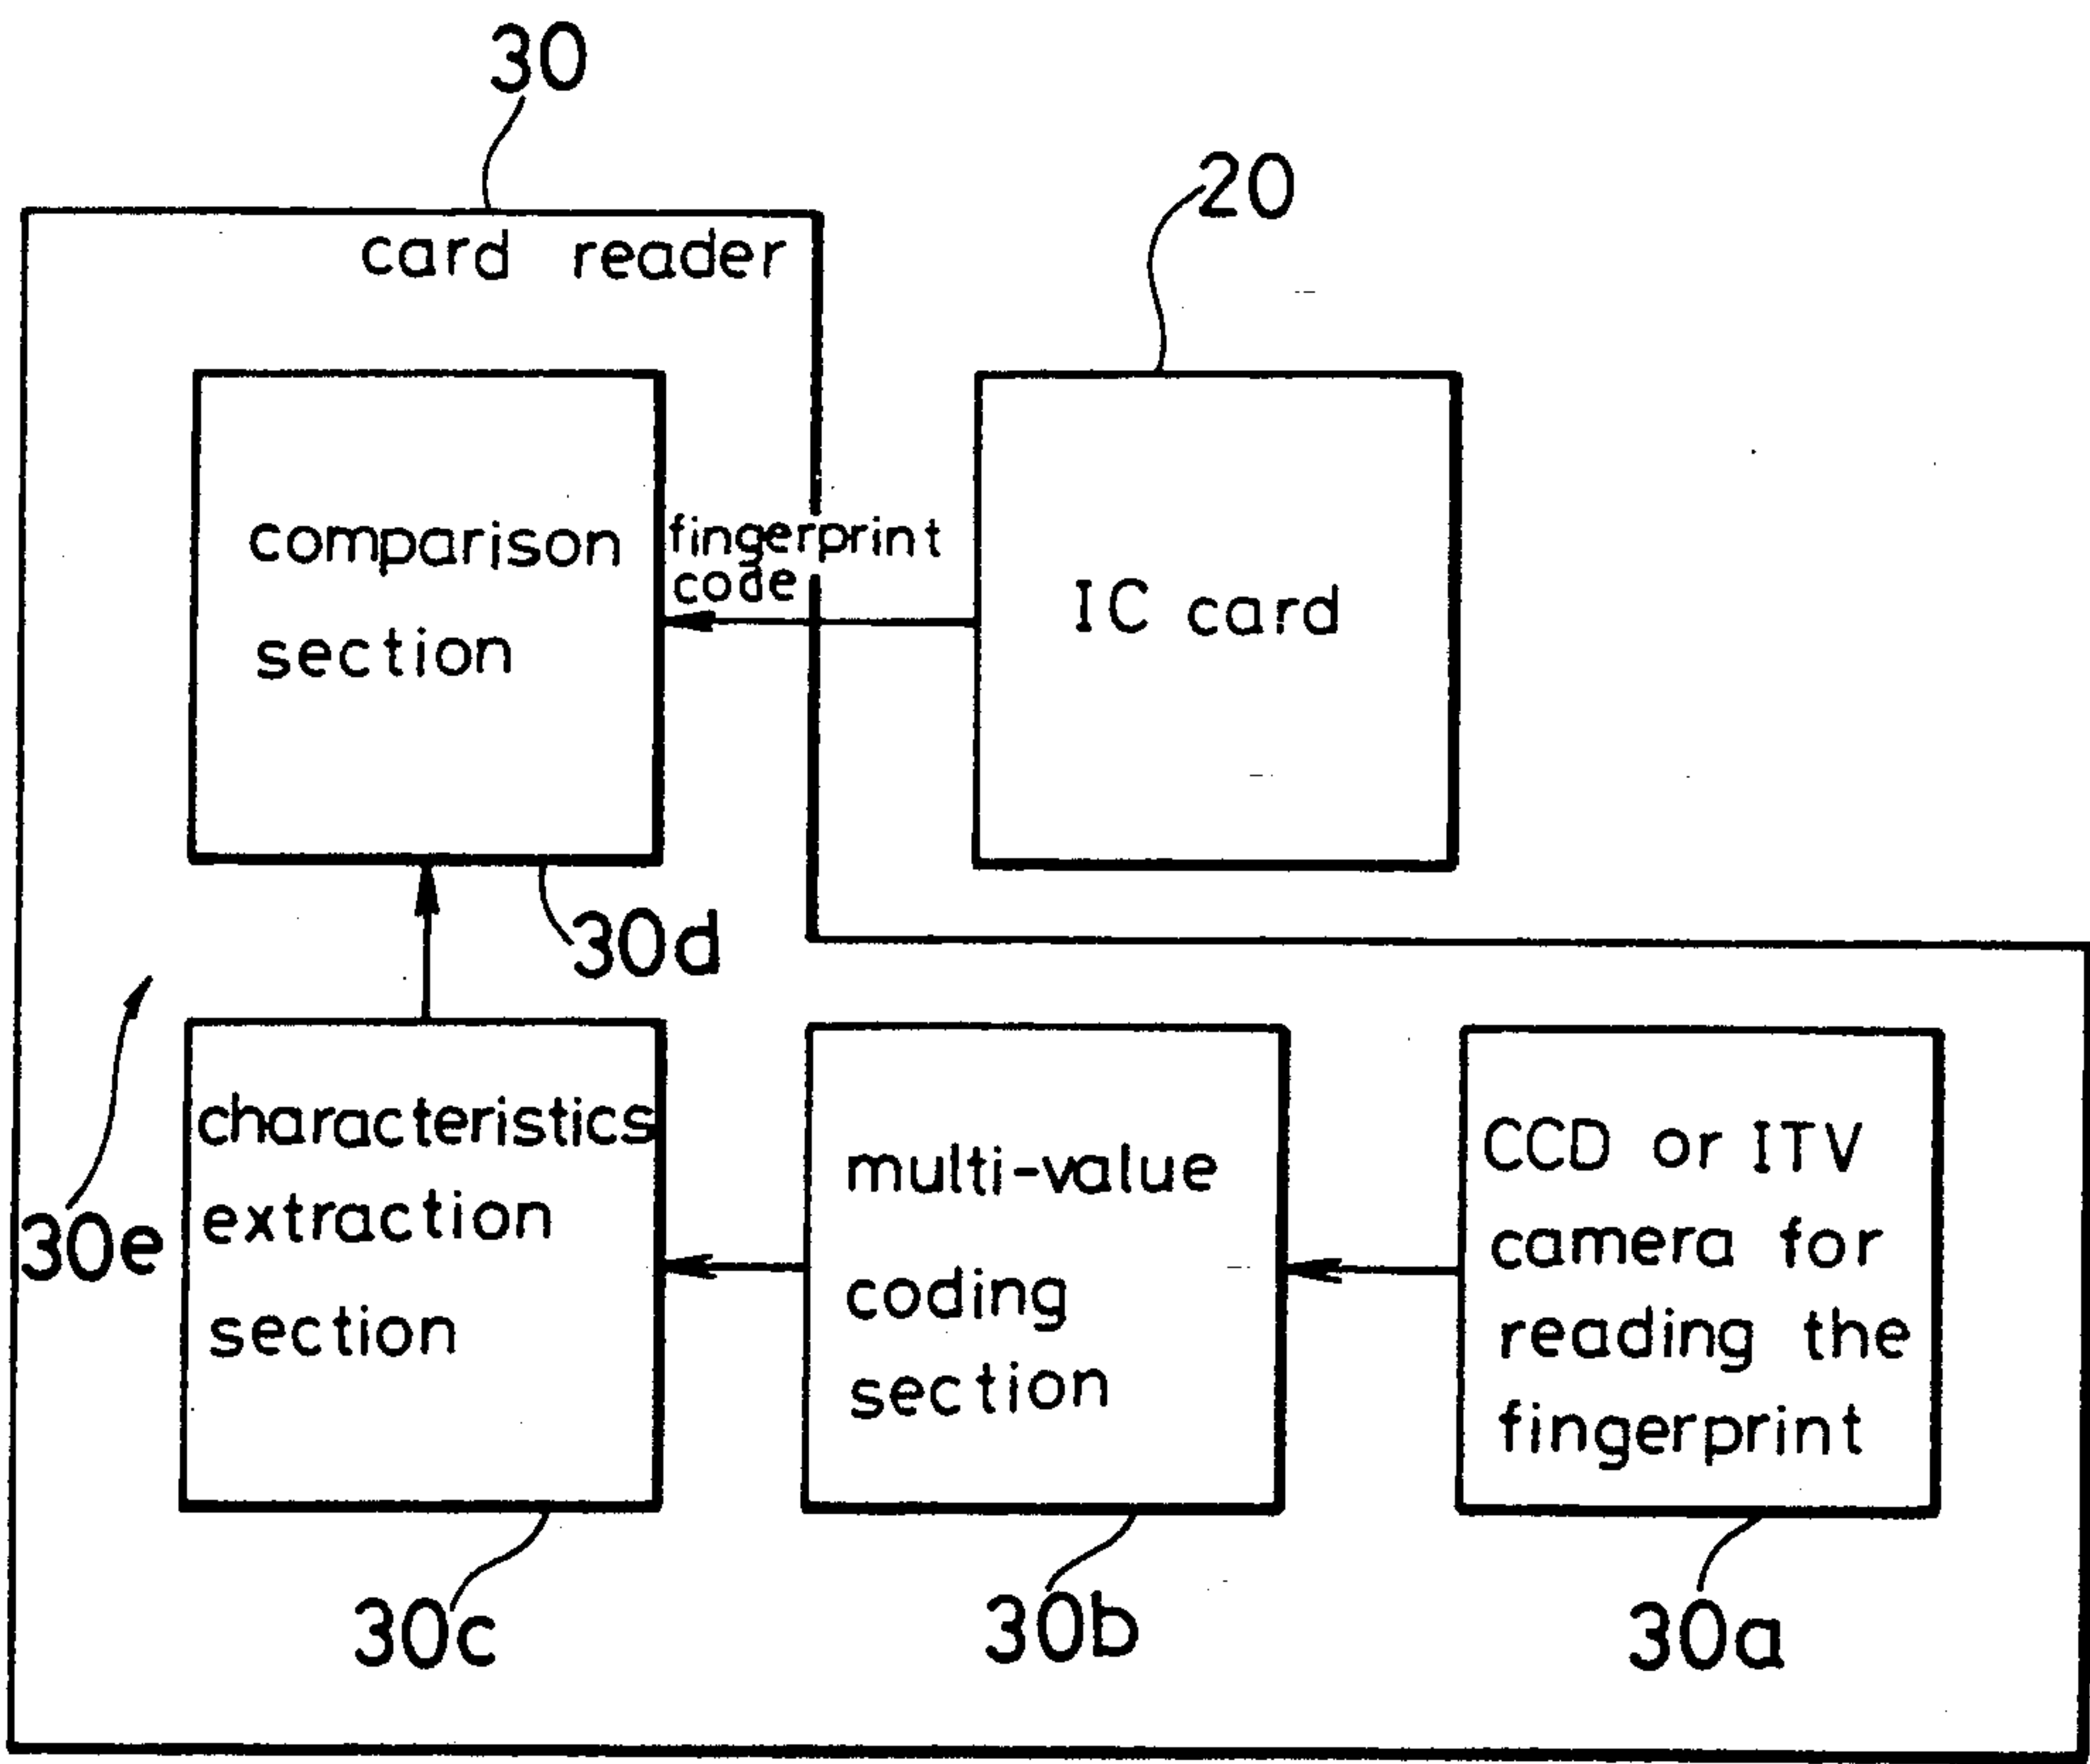 30
20
card reader
comparison
section
fingerprint
code
IC card
30d
30e
characteristics
extraction
section
multi-value
coding
section
CCD or ITV
camera for
reading the
fingerprint
30c
30b
30a